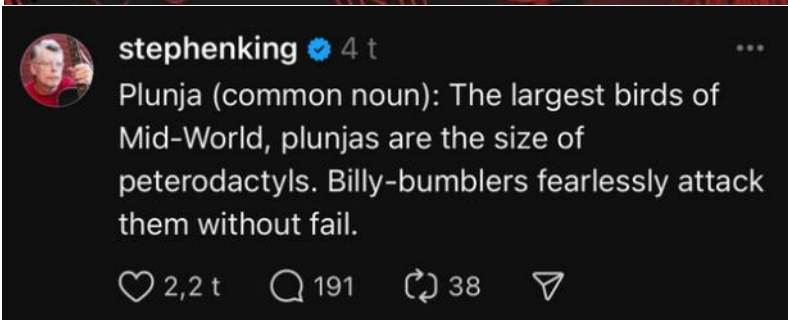 stephenking 4 t
Plunja (common noun): The largest birds of
Mid-World, plunjas are the size of
peterodactyls. Billy-bumblers fearlessly attack
them without fail.
2,2 t 191 38